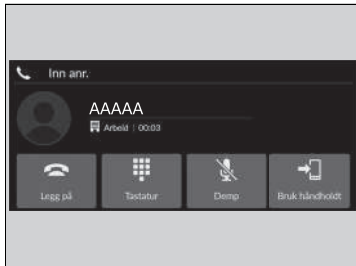 Inn anr.
AAAAA
Arbeid | 00:03
Legg på
Tastatur
Demp
Bruk håndholdt